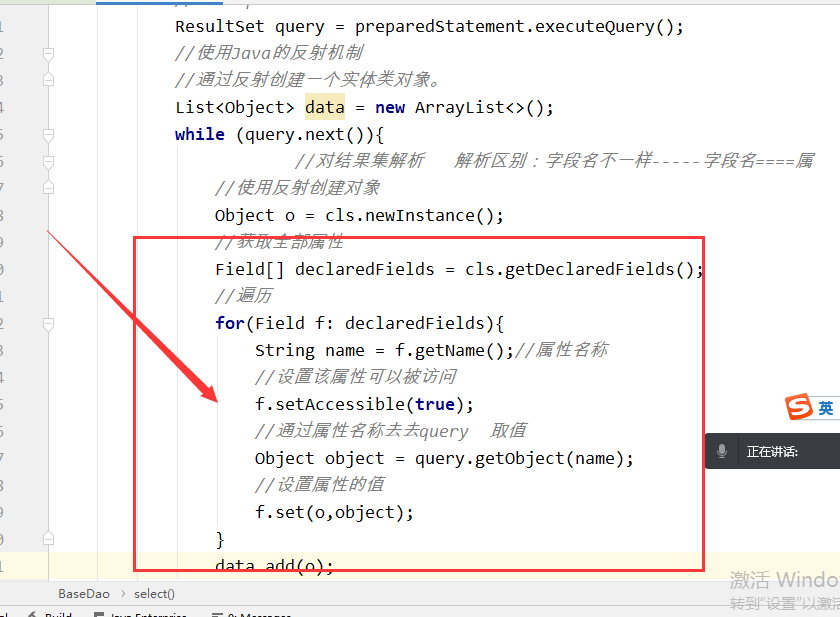 ResultSet query = preparedStatement.executeQuery();
//使用Java的反射机制
//通过反射创建一个实体类对象。
List<Object> data = new ArrayList<>();
while (query.next()){
//对结果集解析   解析区别：字段名不一样-----字段名====属
//使用反射创建对象
Object o = cls.newInstance();
//获取全部属性
Field[] declaredFields = cls.getDeclaredFields();
//遍历
for(Field f: declaredFields){
String name = f.getName();//属性名称
//设置该属性可以被访问
f.setAccessible(true);
//通过属性名称去去query  取值
Object object = query.getObject(name);
//设置属性的值
f.set(o,object);
}
data.add(o);
英
正在讲话:
激活 Windo
转到"设置"以激活
BaseDao > select()
Build Java Enterprise 0: Messages